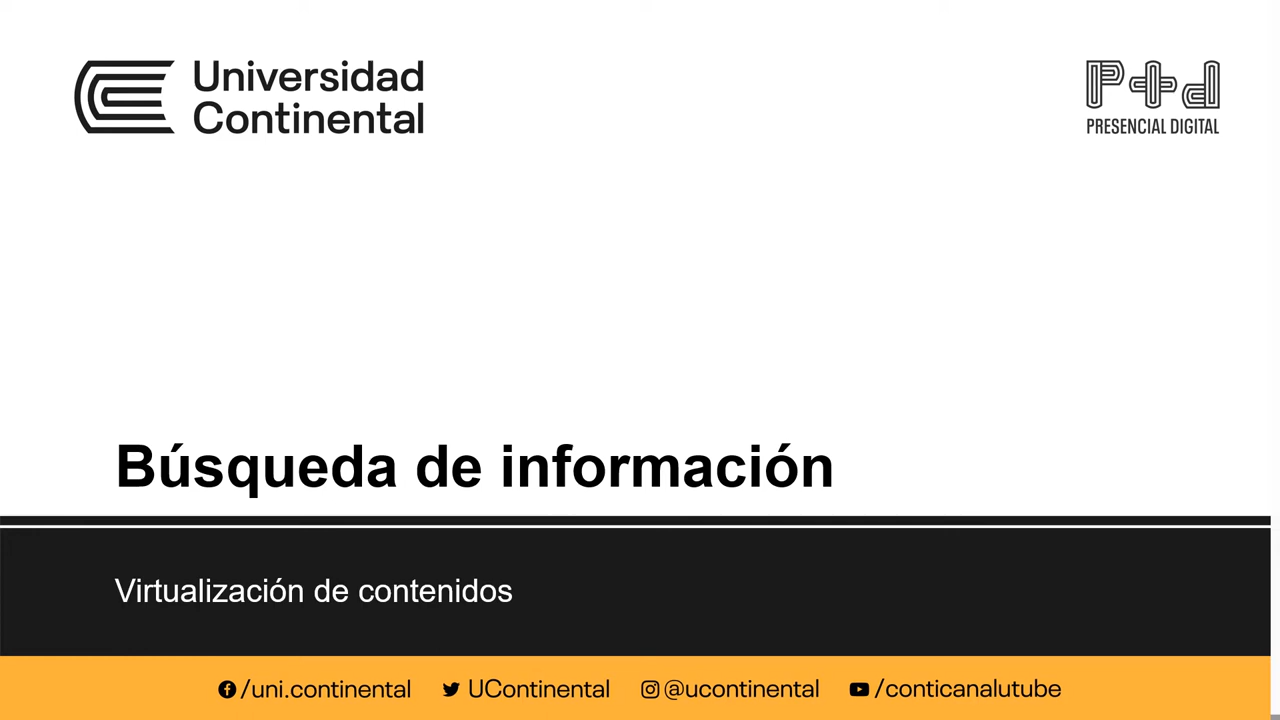 Universidad
Continental
P+d
PRESENCIAL DIGITAL
Búsqueda de información
Virtualización de contenidos
/uni.continental UContinental @ucontinental /conticanalutube